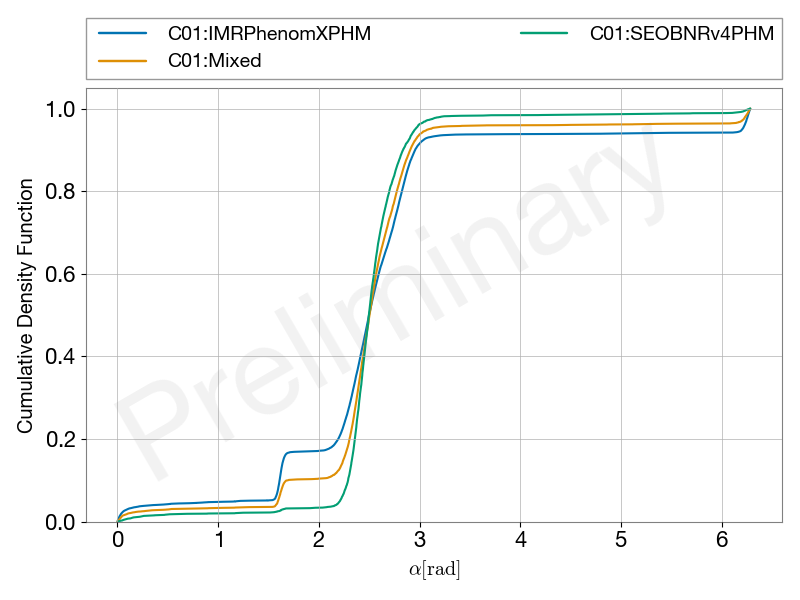 C01:IMRPhenomXPHM
C01:Mixed
C01:SEOBNRv4PHM
Cumulative Density Function
1.0
0.8
0.6
0.4
0.2
0.0
Preliminary
0 1 2 3 4 5 6
α[rad]